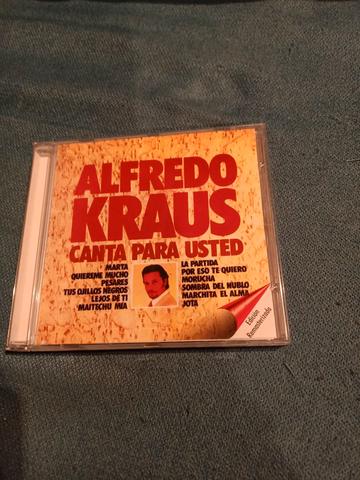 ALFREDO
KRAUS
CANTA PARA USTED
MARTA
QUIEREME MUCHO
PESARES
TUS OJILLOS NEGROS
LEJOS DE TI
MAITECHU MIA
LA PARTIDA
POR ESO TE QUIERO
MORUCHA
SOMBRA DEL NUBLO
MARCHITA EL ALMA
JOTA
Edición
Remasterizada